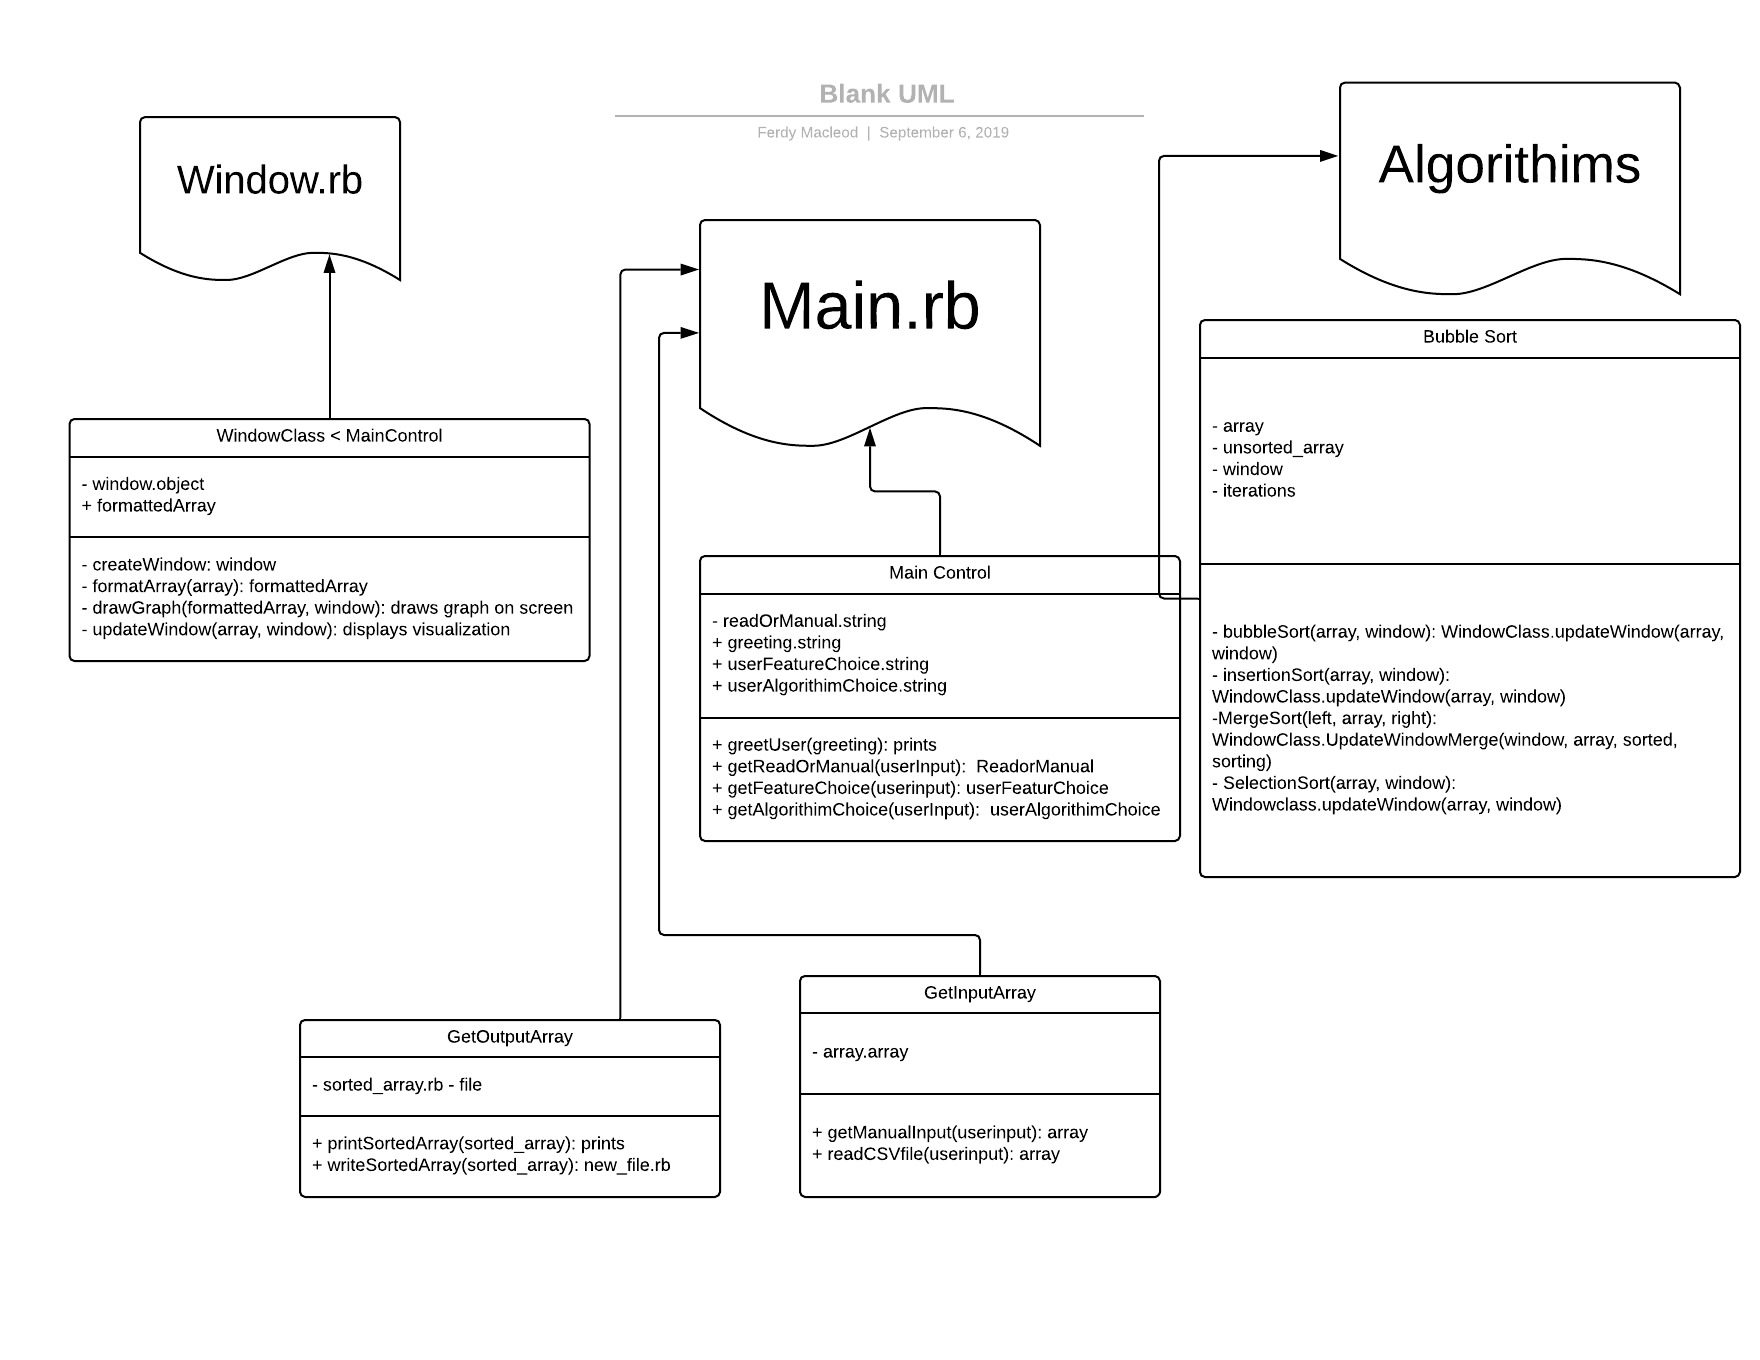 Blank UML
Ferdy Macleod | September 6, 2019
Window.rb
Main.rb
Algorithims
WindowClass < MainControl
- window.object
+ formattedArray
- createWindow: window
- formatArray(array): formattedArray
- drawGraph(formattedArray, window): draws graph on screen
- updateWindow(array, window): displays visualization
Main Control
- readOrManual.string
+ greeting.string
+ userFeatureChoice.string
+ userAlgorithimChoice.string
+ greetUser(greeting): prints
+ getReadOrManual(userInput):  ReadorManual
+ getFeatureChoice(userinput): userFeaturChoice
+ getAlgorithimChoice(userInput):  userAlgorithimChoice
Bubble Sort
- array
- unsorted_array
- window
- iterations
- bubbleSort(array, window): WindowClass.updateWindow(array,
window)
- insertionSort(array, window):
WindowClass.updateWindow(array, window)
-MergeSort(left, array, right):
WindowClass.UpdateWindowMerge(window, array, sorted,
sorting)
- SelectionSort(array, window):
Windowclass.updateWindow(array, window)
GetOutputArray
- sorted_array.rb - file
+ printSortedArray(sorted_array): prints
+ writeSortedArray(sorted_array): new_file.rb
GetInputArray
- array.array
+ getManualInput(userinput): array
+ readCSVfile(userinput): array